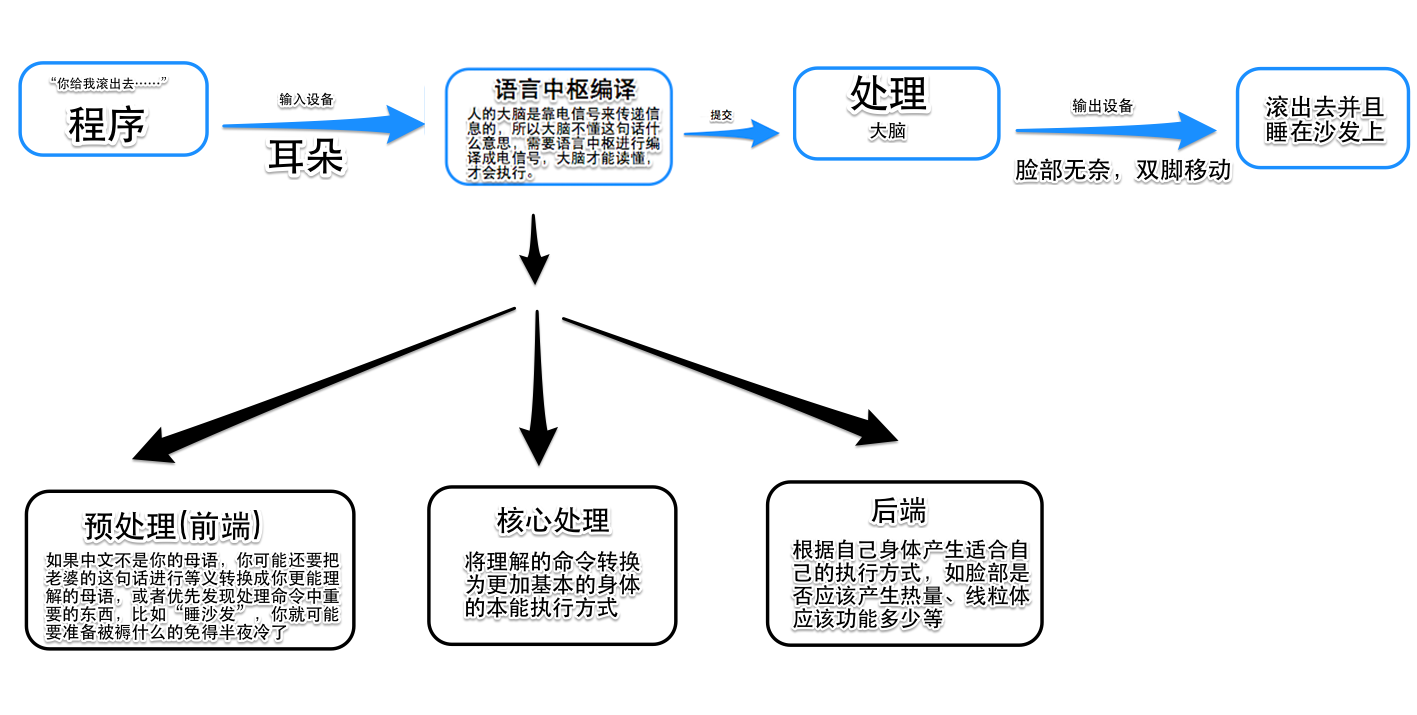 “你给我滚出去……”
程序
输入设备
耳朵
语言中枢编译
人的大脑是靠电信号来传递信
息的，所以大脑不懂这句话什
么意思，需要语言中枢进行编
译成电信号，大脑才能读懂，
才会执行。
提交
处理
大脑
输出设备
脸部无奈，双脚移动
滚出去并且
睡在沙发上
预处理(前端)
如果中文不是你的母语，你可能还要把
老婆的这句话进行等义转换成你更能理
解的母语，或者优先发现处理命令中重
要的东西，比如“睡沙发”，你就可能
要准备被褥什么的免得半夜冷了
核心处理
将理解的命令转换
为更加基本的身体
的本能执行方式
后端
根据自己身体产生适合自
己的执行方式，如脸部是
否应该产生热量、线粒体
应该功能多少等